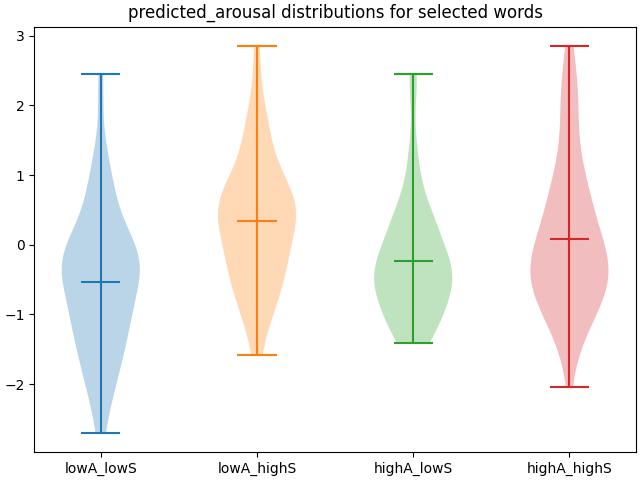 predicted_arousal distributions for selected words
3
2
1
0
−1
−2
lowA_lowS
lowA_highS
highA_lowS
highA_highS